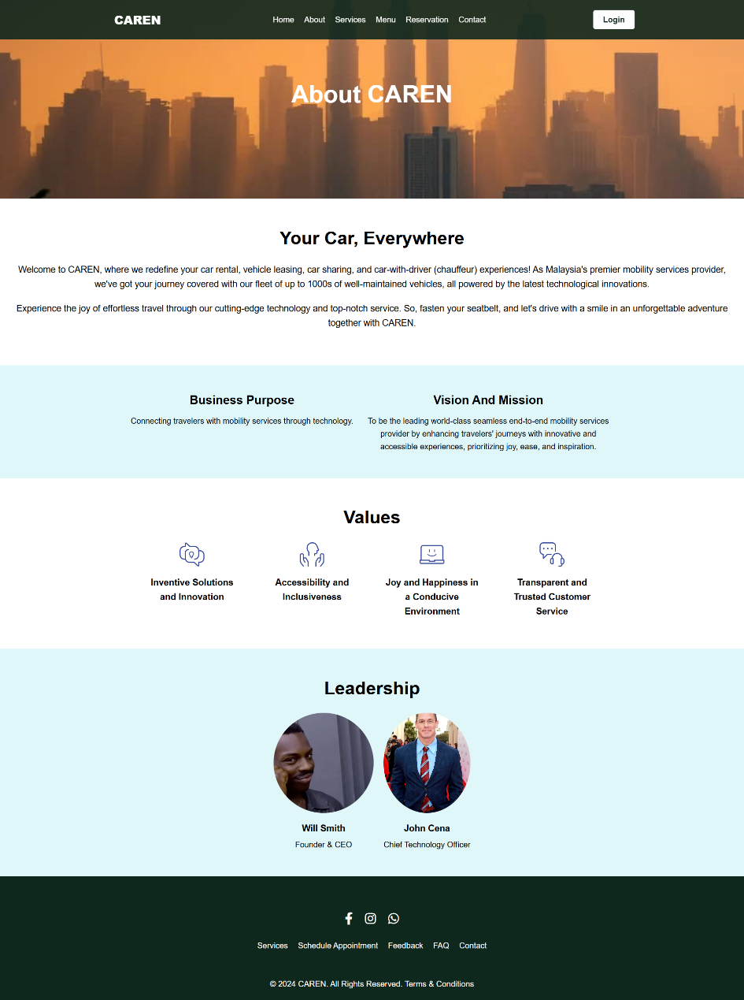 CAREN
Home About Services Menu Reservation Contact
Login
About CAREN
Your Car, Everywhere
Welcome to CAREN, where we redefine your car rental, vehicle leasing, car sharing, and car-with-driver (chauffeur) experiences! As Malaysia's premier mobility services provider,
we've got your journey covered with our fleet of up to 1000s of well-maintained vehicles, all powered by the latest technological innovations.
Experience the joy of effortless travel through our cutting-edge technology and top-notch service. So, fasten your seatbelt, and let's drive with a smile in an unforgettable adventure
together with CAREN.
Business Purpose
Connecting travelers with mobility services through technology.
Vision And Mission
To be the leading world-class seamless end-to-end mobility services
provider by enhancing travelers' journeys with innovative and
accessible experiences, prioritizing joy, ease, and inspiration.
Values
Inventive Solutions
and Innovation
Accessibility and
Inclusiveness
Joy and Happiness in
a Conducive
Environment
Transparent and
Trusted Customer
Service
Leadership
Will Smith
Founder & CEO
John Cena
Chief Technology Officer
Services Schedule Appointment Feedback FAQ Contact
© 2024 CAREN. All Rights Reserved. Terms & Conditions